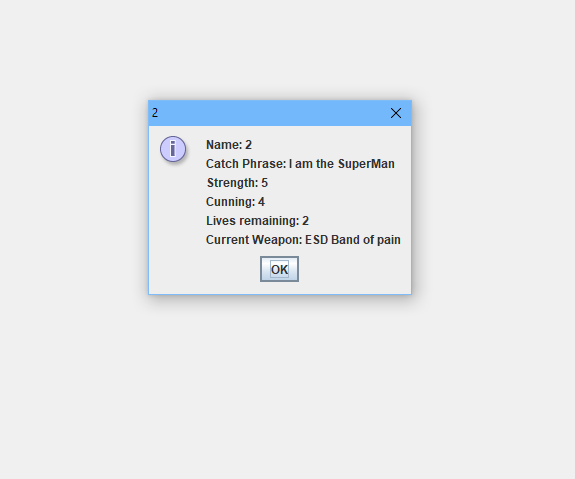 2
Name: 2
Catch Phrase: I am the SuperMan
Strength: 5
Cunning: 4
Lives remaining: 2
Current Weapon: ESD Band of pain
OK